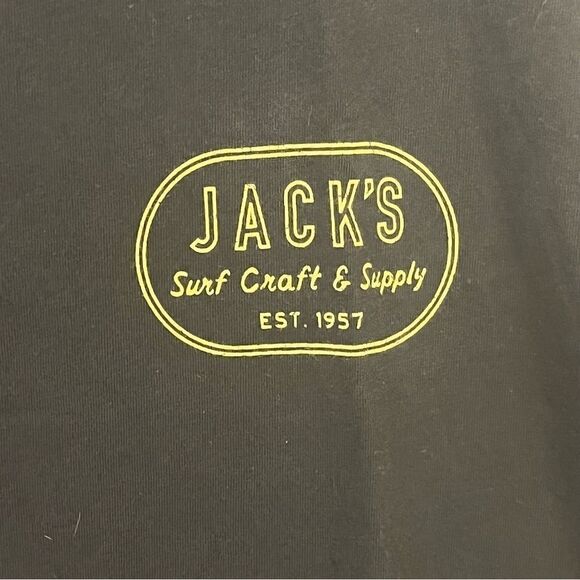 JACK'S
Surf Craft & Supply
EST. 1957